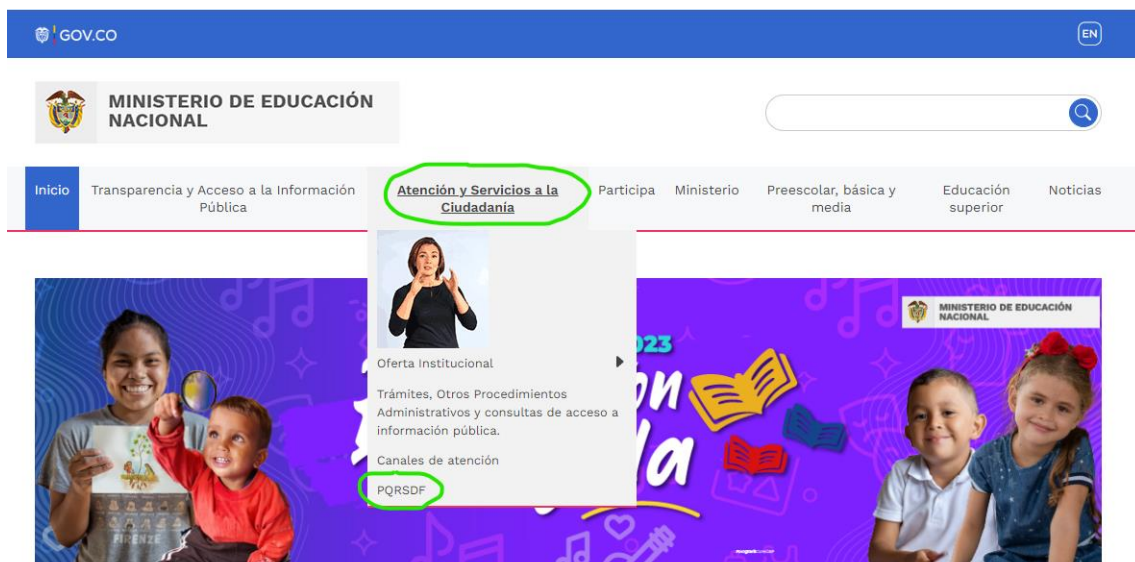 GOV.CO
EN
MINISTERIO DE EDUCACIÓN
NACIONAL
Inicio
Transparencia y Acceso a la Información
Pública
Atención y Servicios a la
Ciudadanía
Participa
Ministerio
Preescolar, básica y
media
Educación
superior
Noticias
Oferta Institucional
Trámites, Otros Procedimientos
Administrativos y consultas de acceso a
información pública.
Canales de atención
PQRSDF
MINISTERIO DE EDUCACIÓN
NACIONAL
23
ón
a
FIRENZE